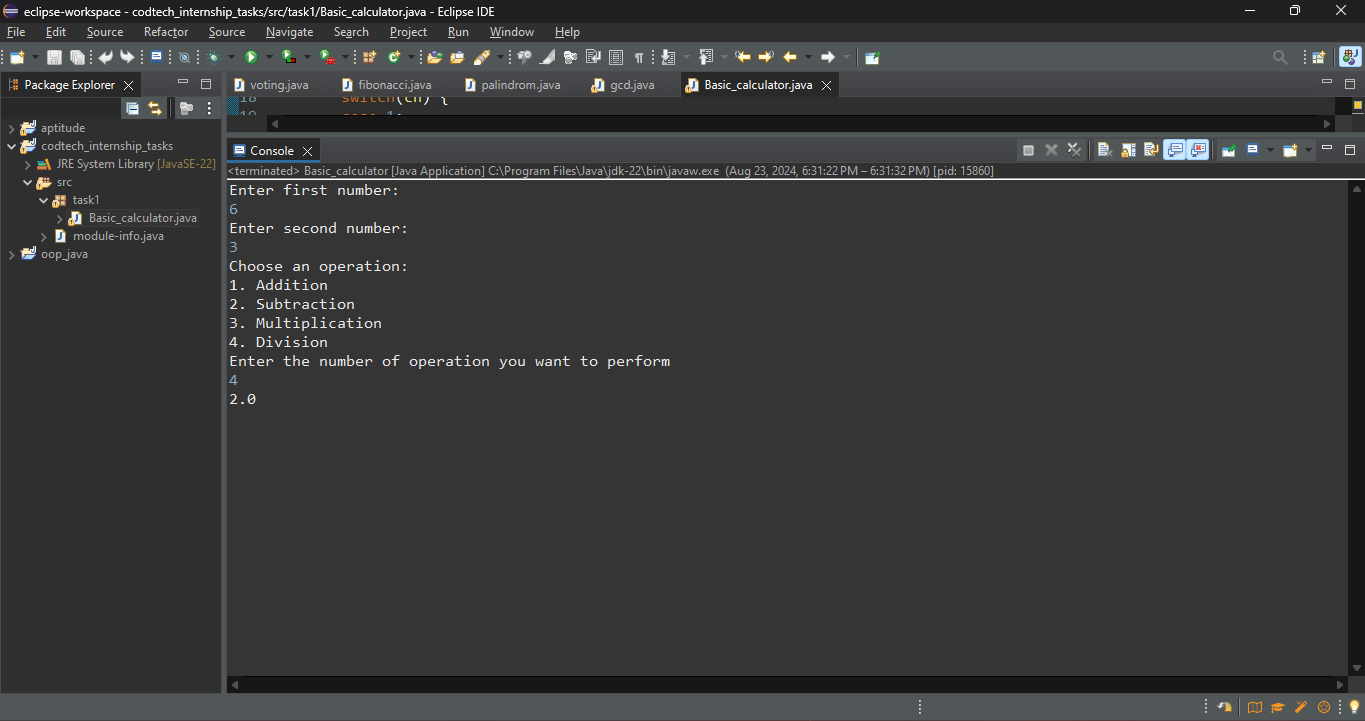 eclipse-workspace - codtech_internship_tasks/src/task1/Basic_calculator.java - Eclipse IDE
File Edit Source Refactor Source Navigate Search Project Run Window Help
Package Explorer
voting.java fibonacci.java palindrom.java gcd.java Basic_calculator.java
18 switch(ch) {
19 case 1:
aptitude
codtech_internship_tasks
JRE System Library [JavaSE-22]
src
task1
Basic_calculator.java
module-info.java
oop_java
Console
<terminated> Basic_calculator [Java Application] C:\Program Files\Java\jdk-22\bin\javaw.exe (Aug 23, 2024, 6:31:22 PM – 6:31:32 PM) [pid: 15860]
Enter first number:
6
Enter second number:
3
Choose an operation:
1. Addition
2. Subtraction
3. Multiplication
4. Division
Enter the number of operation you want to perform
4
2.0